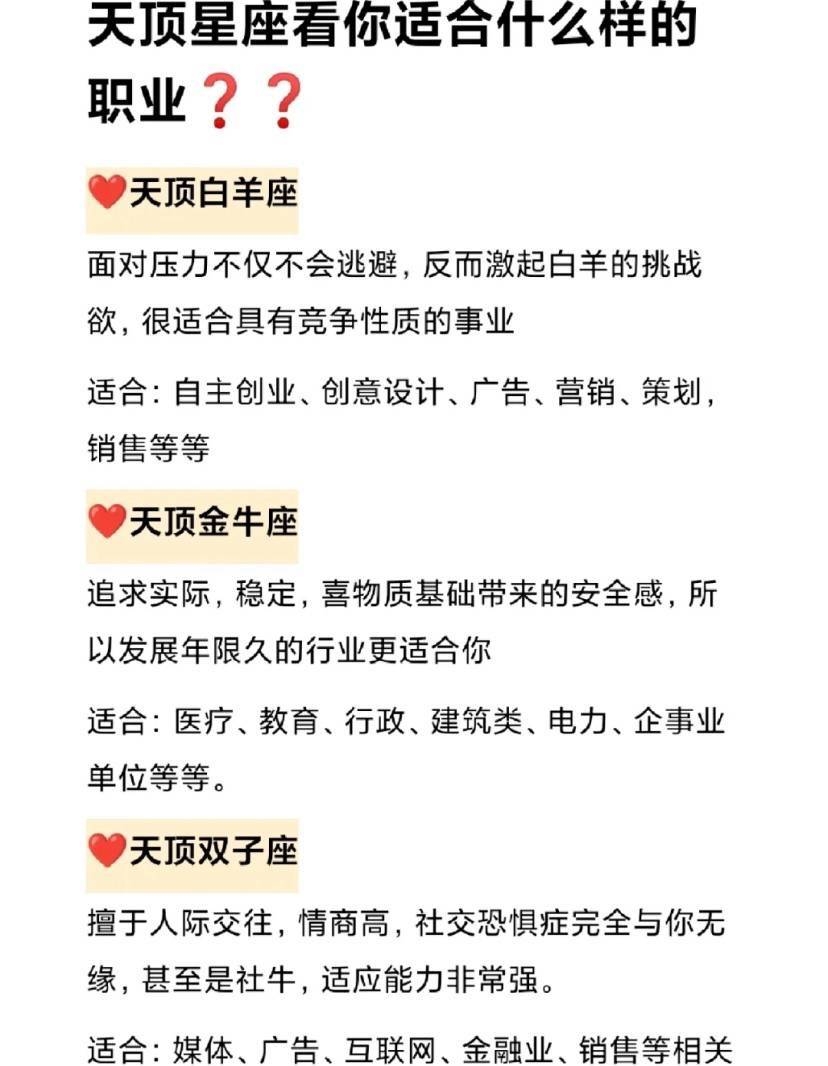 天顶星座看你适合什么样的
职业❓❓
❤️天顶白羊座
面对压力不仅不会逃避，反而激起白羊的挑战
欲，很适合具有竞争性质的事业
适合：自主创业、创意设计、广告、营销、策划，
销售等等
❤️天顶金牛座
追求实际，稳定，喜物质基础带来的安全感，所
以发展年限久的行业更适合你
适合：医疗、教育、行政、建筑类、电力、企事业
单位等等。
❤️天顶双子座
擅于人际交往，情商高，社交恐惧症完全与你无
缘，甚至是社牛，适应能力非常强。
适合：媒体、广告、互联网、金融业、销售等相关